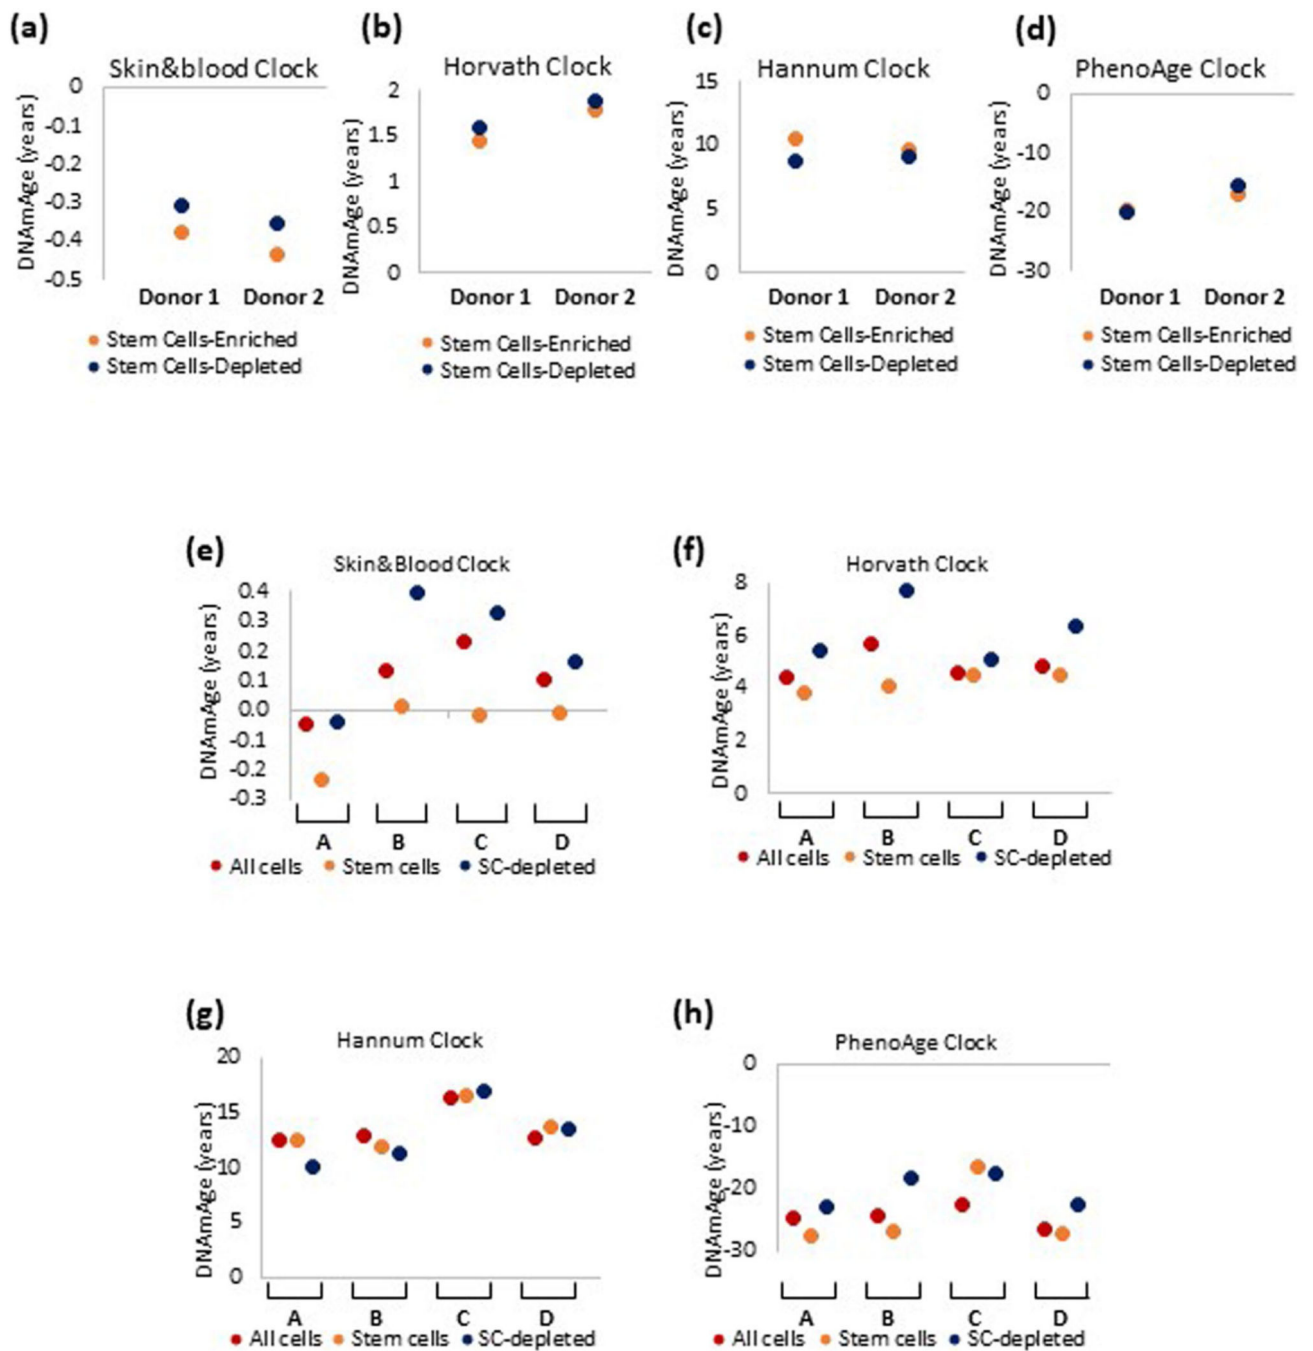 (a)
Skin&blood Clock
DNAmAge (years)
0
-0.1
-0.2
-0.3
-0.4
-0.5
Donor 1 Donor 2
Stem Cells-Enriched
Stem Cells-Depleted
(b)
Horvath Clock
DNAmAge (years)
2
1.5
1
0.5
0
Donor 1 Donor 2
Stem Cells-Enriched
Stem Cells-Depleted
(c)
Hannum Clock
DNAmAge (years)
15
10
5
0
Donor 1 Donor 2
Stem Cells-Enriched
Stem Cells-Depleted
(d)
PhenoAge Clock
DNAmAge (years)
0
-10
-20
-30
Donor 1 Donor 2
Stem Cells-Enriched
Stem Cells-Depleted
(e)
Skin&Blood Clock
DNAmAge (years)
0.4
0.3
0.2
0.1
0.0
-0.1
-0.2
-0.3
A B C D
All cells Stem cells SC-depleted
(f)
Horvath Clock
DNAmAge (years)
8
6
4
2
0
A B C D
All cells Stem cells SC-depleted
(g)
Hannum Clock
DNAmAge (years)
20
15
10
5
0
A B C D
All cells Stem cells SC-depleted
(h)
PhenoAge Clock
DNAmAge (years)
0
-10
-20
-30
A B C D
All cells Stem cells SC-depleted